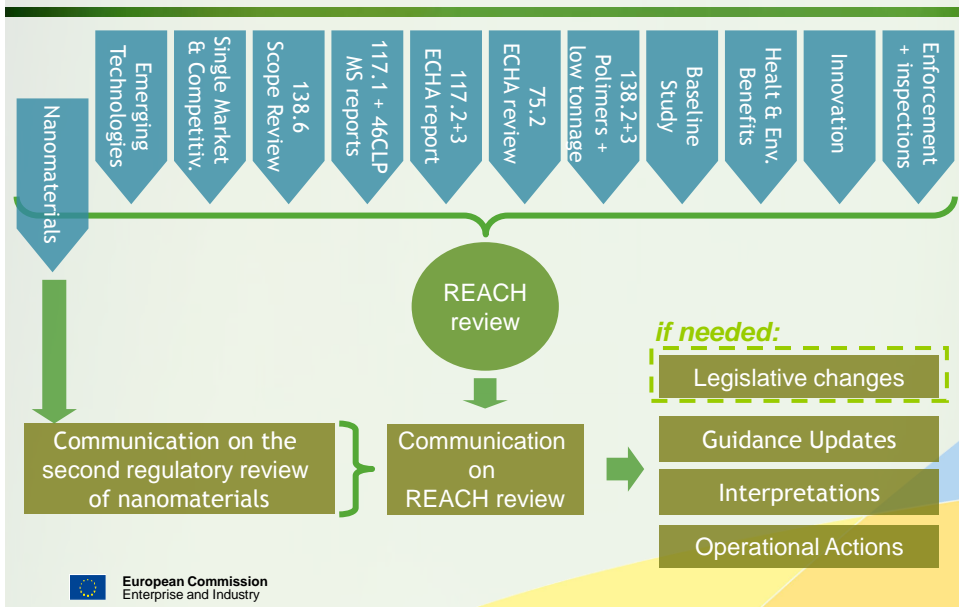 Nanomaterials
Emerging
Technologies
Single Market
& Competitiv.
138.6
Scope Review
117.1 + 46CLP
MS reports
117.2+3
ECHA report
75.2
ECHA review
138.2+3
Polimers +
low tonnage
Baseline
Study
Healt & Env.
Benefits
Innovation
Enforcement
+ inspections
REACH
review
if needed:
Legislative changes
Communication on the
second regulatory review
of nanomaterials
Communication
on
REACH review
Guidance Updates
Interpretations
Operational Actions
European Commission
Enterprise and Industry